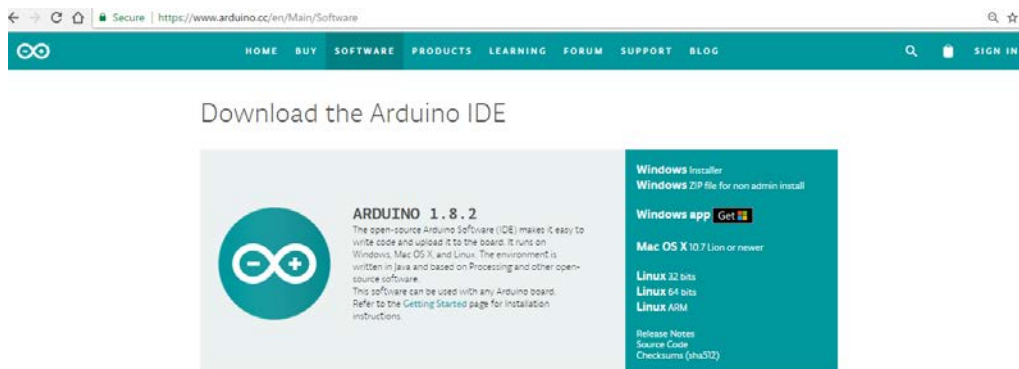 Secure | https://www.arduino.cc/en/Main/Software
HOME BUY SOFTWARE PRODUCTS LEARNING FORUM SUPPORT BLOG SIGN IN
Download the Arduino IDE
ARDUINO 1.8.2
The open-source Arduino Software (IDE) makes it easy to
write code and upload it to the board. It runs on
Windows, Mac OS X, and Linux. The environment is
written in Java and based on Processing and other open-
source software.
This software can be used with any Arduino board.
Refer to the Getting Started page for Installation
instructions.
Windows Installer
Windows ZIP file for non admin install
Windows app Get
Mac OS X 10.7 Lion or newer
Linux 32 bits
Linux 64 bits
Linux ARM
Release Notes
Source Code
Checksums (sha512)